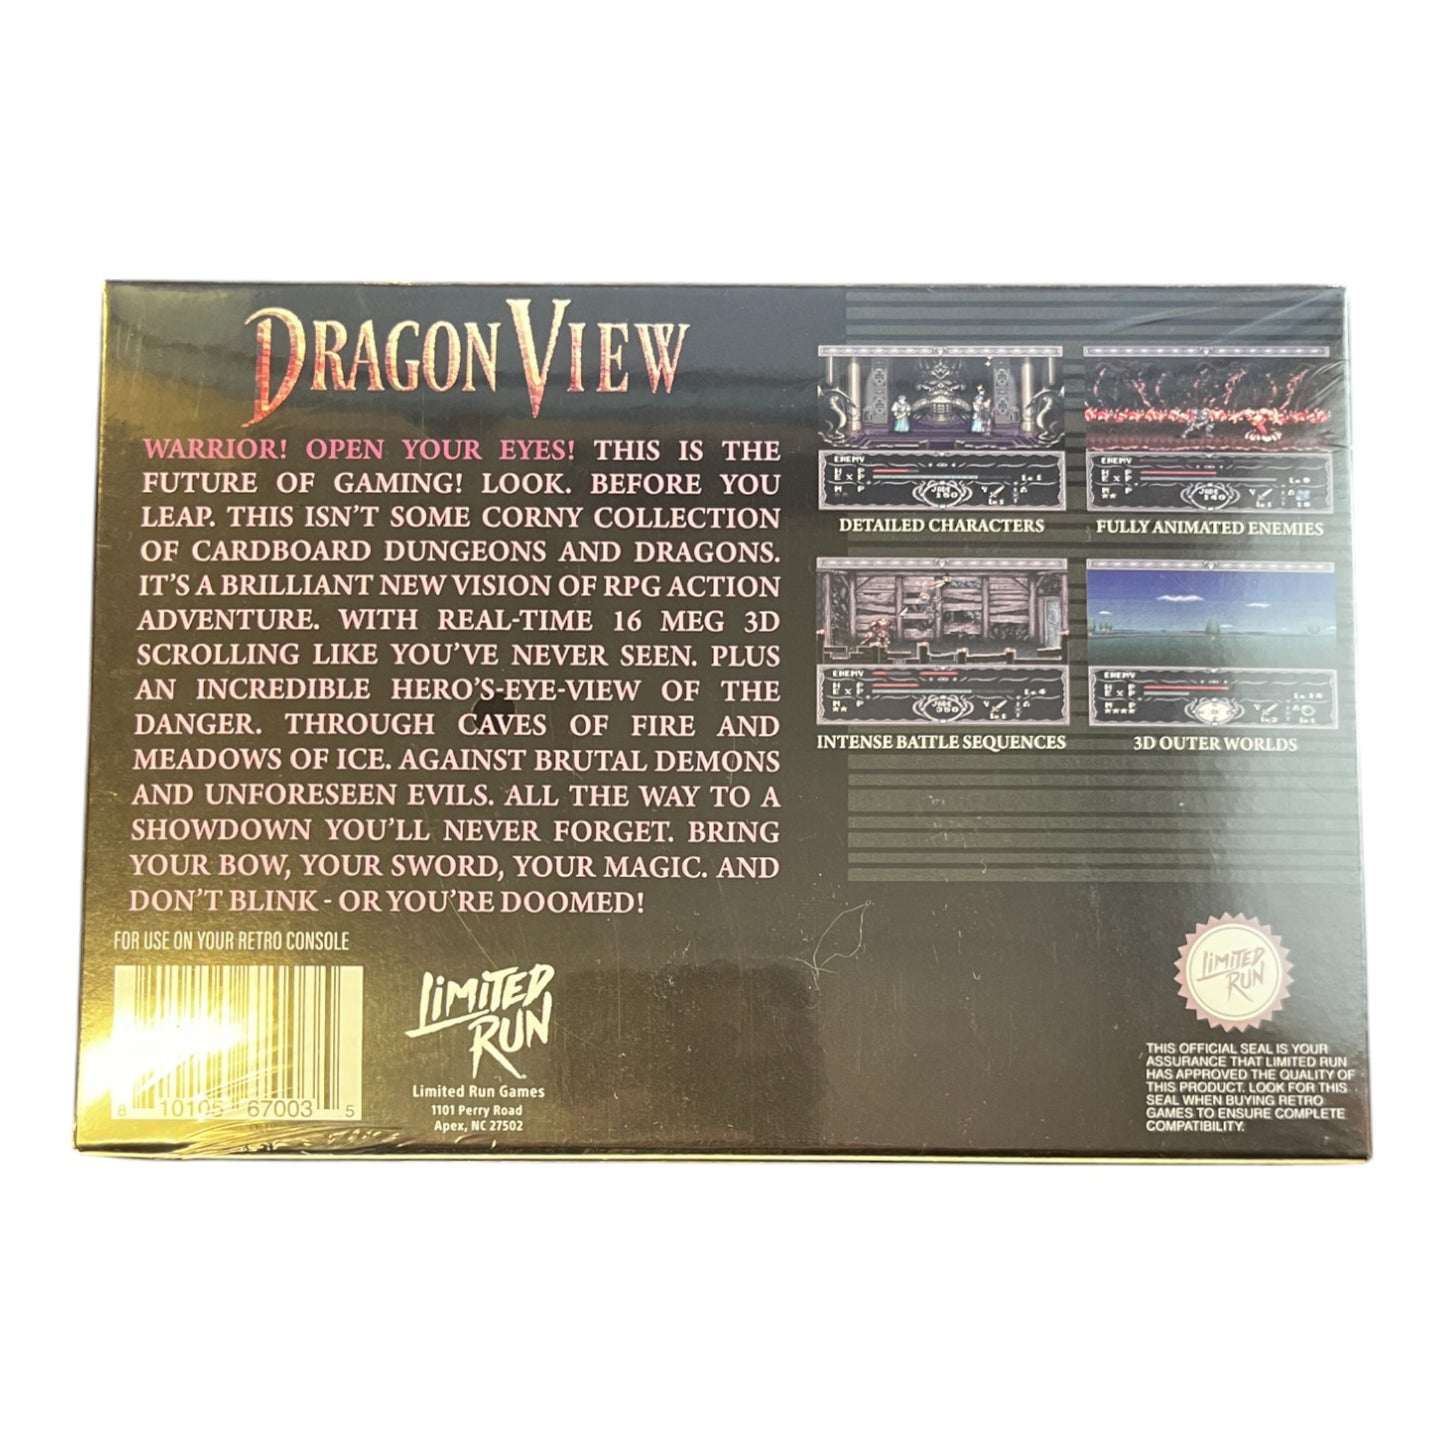 DRAGON VIEW
WARRIOR! OPEN YOUR EYES! THIS IS THE
FUTURE OF GAMING! LOOK. BEFORE YOU
LEAP. THIS ISN'T SOME CORNY COLLECTION
OF CARDBOARD DUNGEONS AND DRAGONS.
IT'S A BRILLIANT NEW VISION OF RPG ACTION
ADVENTURE. WITH REAL-TIME 16 MEG 3D
SCROLLING LIKE YOU'VE NEVER SEEN. PLUS
AN INCREDIBLE HERO'S-EYE-VIEW OF THE
DANGER. THROUGH CAVES OF FIRE AND
MEADOWS OF ICE. AGAINST BRUTAL DEMONS
AND UNFORESEEN EVILS. ALL THE WAY TO A
SHOWDOWN YOU'LL NEVER FORGET. BRING
YOUR BOW, YOUR SWORD, YOUR MAGIC. AND
DON'T BLINK - OR YOU'RE DOOMED!
FOR USE ON YOUR RETRO CONSOLE
8 10105 67003 5
LIMITED
RUN
Limited Run Games
1101 Perry Road
Apex, NC 27502
ENEMY
DETAILED CHARACTERS
ENEMY
FULLY ANIMATED ENEMIES
ENEMY
INTENSE BATTLE SEQUENCES
ENEMY
3D OUTER WORLDS
LIMITED
RUN
THIS OFFICIAL SEAL IS YOUR
ASSURANCE THAT LIMITED RUN
HAS APPROVED THE QUALITY OF
THIS PRODUCT. LOOK FOR THIS
SEAL WHEN BUYING RETRO
GAMES TO ENSURE COMPLETE
COMPATIBILITY.